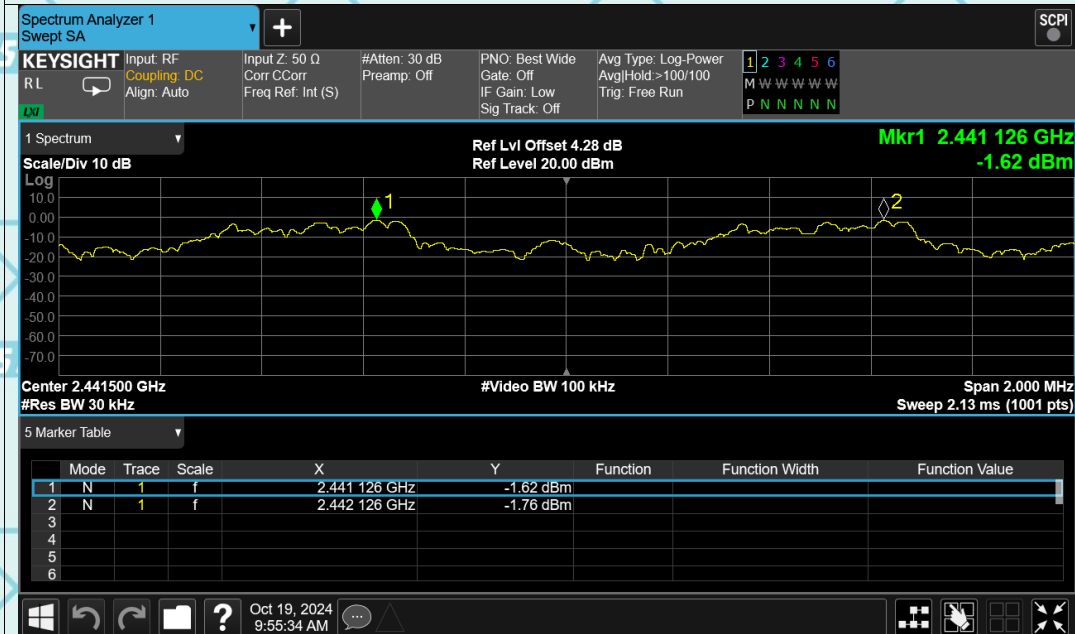 Spectrum Analyzer 1
Swept SA
+
SCPI
KEYSIGHT
R L
LXI
Input: RF
Coupling: DC
Align: Auto
Input Z: 50 Ω
Corr CCorr
Freq Ref: Int (S)
#Atten: 30 dB
Preamp: Off
PNO: Best Wide
Gate: Off
IF Gain: Low
Sig Track: Off
Avg Type: Log-Power
Avg|Hold:>100/100
Trig: Free Run
1 2 3 4 5 6
M W W W W W
P N N N N N
1 Spectrum
Scale/Div 10 dB
Ref Lvl Offset 4.28 dB
Ref Level 20.00 dBm
Mkr1 2.441 126 GHz
-1.62 dBm
Log
10.0
0.00
-10.0
-20.0
-30.0
-40.0
-50.0
-60.0
-70.0
1
2
Center 2.441500 GHz
#Video BW 100 kHz
Span 2.000 MHz
#Res BW 30 kHz
Sweep 2.13 ms (1001 pts)
5 Marker Table
Mode Trace Scale X Y Function Function Width Function Value
1 N 1 f 2.441 126 GHz -1.62 dBm
2 N 1 f 2.442 126 GHz -1.76 dBm
3
4
5
6
?
Oct 19, 2024
9:55:34 AM